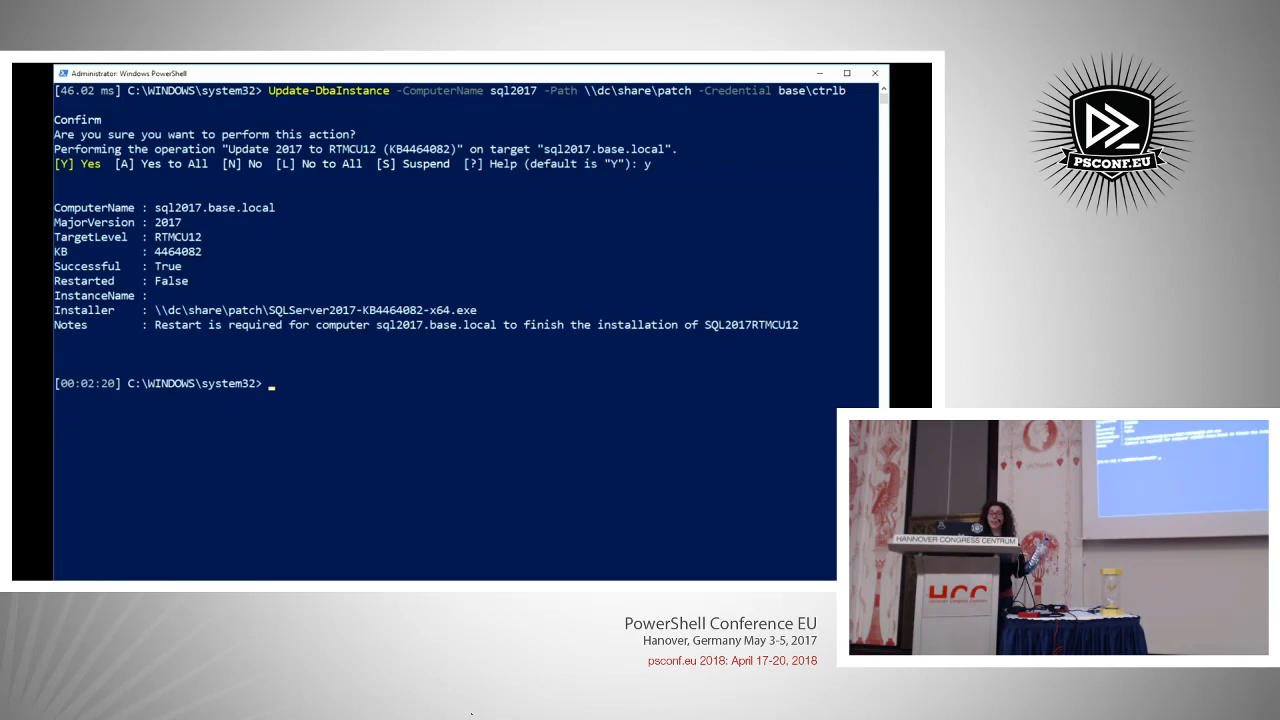 Administrator: Windows PowerShell
[46.02 ms] C:\WINDOWS\system32> Update-DbaInstance -ComputerName sql2017 -Path \\dc\share\patch -Credential base\ctrlb
Confirm
Are you sure you want to perform this action?
Performing the operation "Update 2017 to RTMCU12 (KB4464082)" on target "sql2017.base.local".
[Y] Yes  [A] Yes to All  [N] No  [L] No to All  [S] Suspend  [?] Help (default is "Y"): y
ComputerName : sql2017.base.local
MajorVersion : 2017
TargetLevel  : RTMCU12
KB           : 4464082
Successful   : True
Restarted    : False
InstanceName :
Installer    : \\dc\share\patch\SQLServer2017-KB4464082-x64.exe
Notes        : Restart is required for computer sql2017.base.local to finish the installation of SQL2017RTMCU12
[00:02:20] C:\WINDOWS\system32>
PSCONF.EU
HANNOVER CONGRESS CENTRUM
HCC
PowerShell Conference EU
Hanover, Germany May 3-5, 2017
psconf.eu 2018: April 17-20, 2018